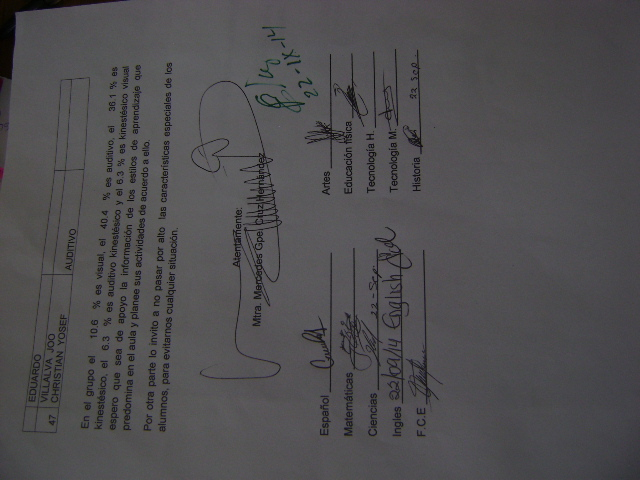 EDUARDO
47 VILLALVA JOO CHRISTIAN YOSEF AUDITIVO
En el grupo el 10.6 % es visual, el 40.4 % es auditivo, el 36.1 % es
kinestésico, el 6.3 % es auditivo kinestésico y el 6.3 % es kinestésico visual
espero que sea de apoyo la información de los estilos de aprendizaje que
predomina en el aula y planee sus actividades de acuerdo a ello.
Por otra parte lo invito a no pasar por alto las características especiales de los
alumnos, para evitarnos cualquier situación.
Atentamente:
Mtra. Mercedes Gpe. Cruz Hernández
22-IX-14
Español
Matemáticas
Ciencias 22-Sep
Ingles 22/09/14 English
F.C.E
Artes
Educación física
Tecnología H.
Tecnología M.
Historia 22 sep